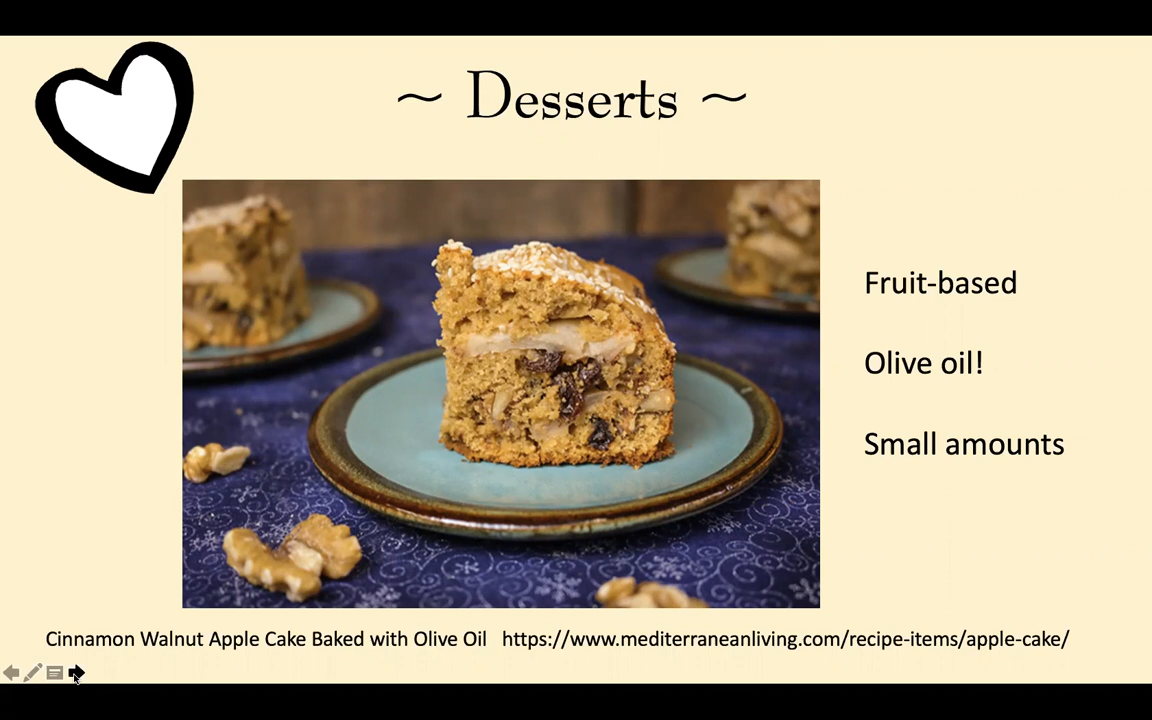 ~ Desserts ~
Fruit-based
Olive oil!
Small amounts
Cinnamon Walnut Apple Cake Baked with Olive Oil https://www.mediterraneanliving.com/recipe-items/apple-cake/